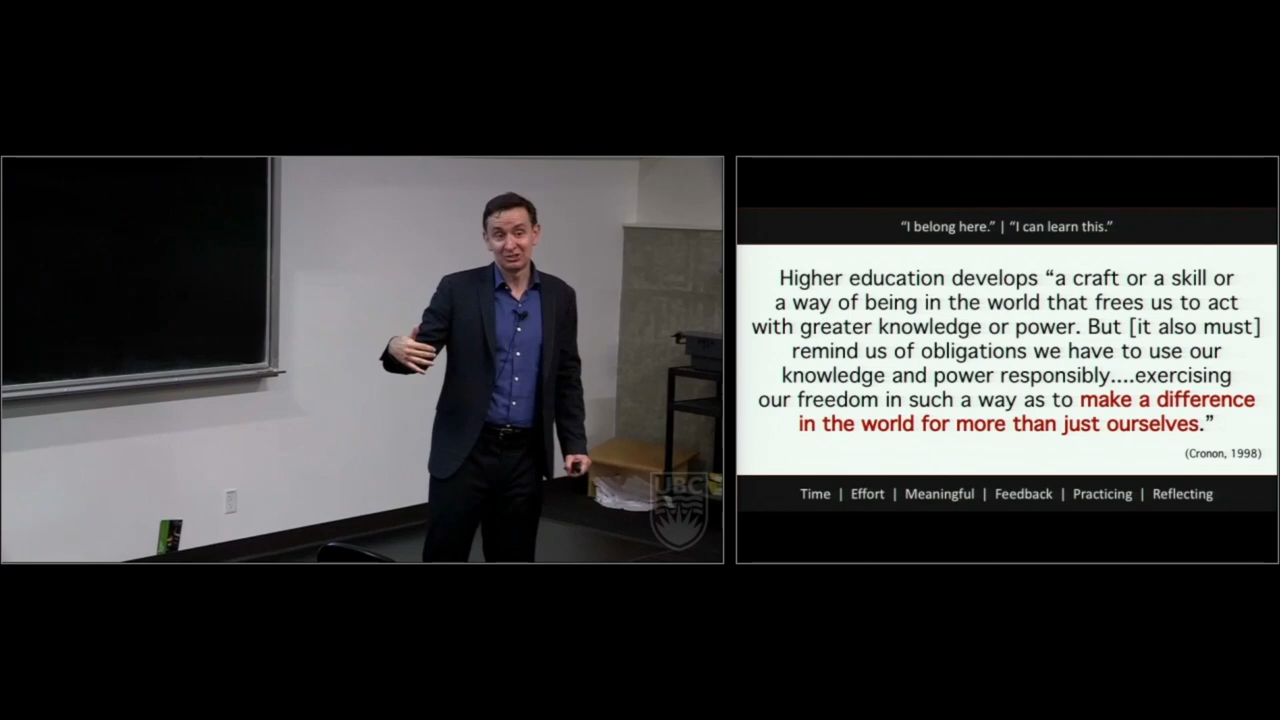 UBC
“I belong here.” | “I can learn this.”
Higher education develops “a craft or a skill or
a way of being in the world that frees us to act
with greater knowledge or power. But [it also must]
remind us of obligations we have to use our
knowledge and power responsibly....exercising
our freedom in such a way as to make a difference
in the world for more than just ourselves.”
(Cronon, 1998)
Time | Effort | Meaningful | Feedback | Practicing | Reflecting